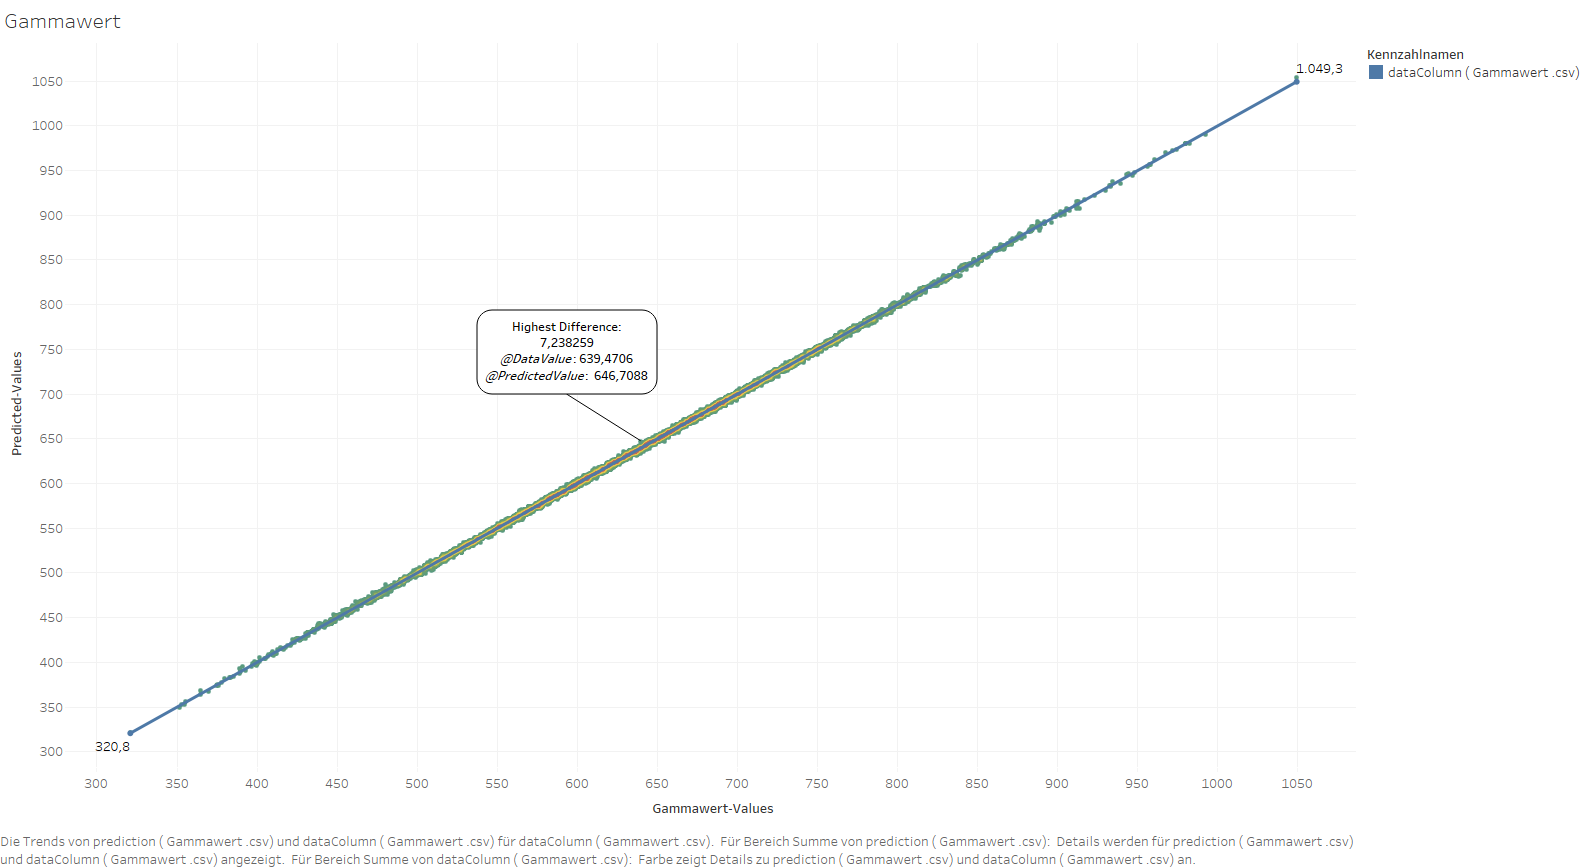 Gammawert
Kennzahlnamen
dataColumn ( Gammawert .csv)
1.049,3
1050
1000
950
900
850
800
750
700
650
600
550
500
450
400
350
300
Predicted-Values
Highest Difference:
7,238259
@DataValue: 639,4706
@PredictedValue: 646,7088
320,8
300 350 400 450 500 550 600 650 700 750 800 850 900 950 1000 1050
Gammawert-Values
Die Trends von prediction ( Gammawert .csv) und dataColumn ( Gammawert .csv) für dataColumn ( Gammawert .csv).  Für Bereich Summe von prediction ( Gammawert .csv):  Details werden für prediction ( Gammawert .csv)
und dataColumn ( Gammawert .csv) angezeigt.  Für Bereich Summe von dataColumn ( Gammawert .csv):  Farbe zeigt Details zu prediction ( Gammawert .csv) und dataColumn ( Gammawert .csv) an.